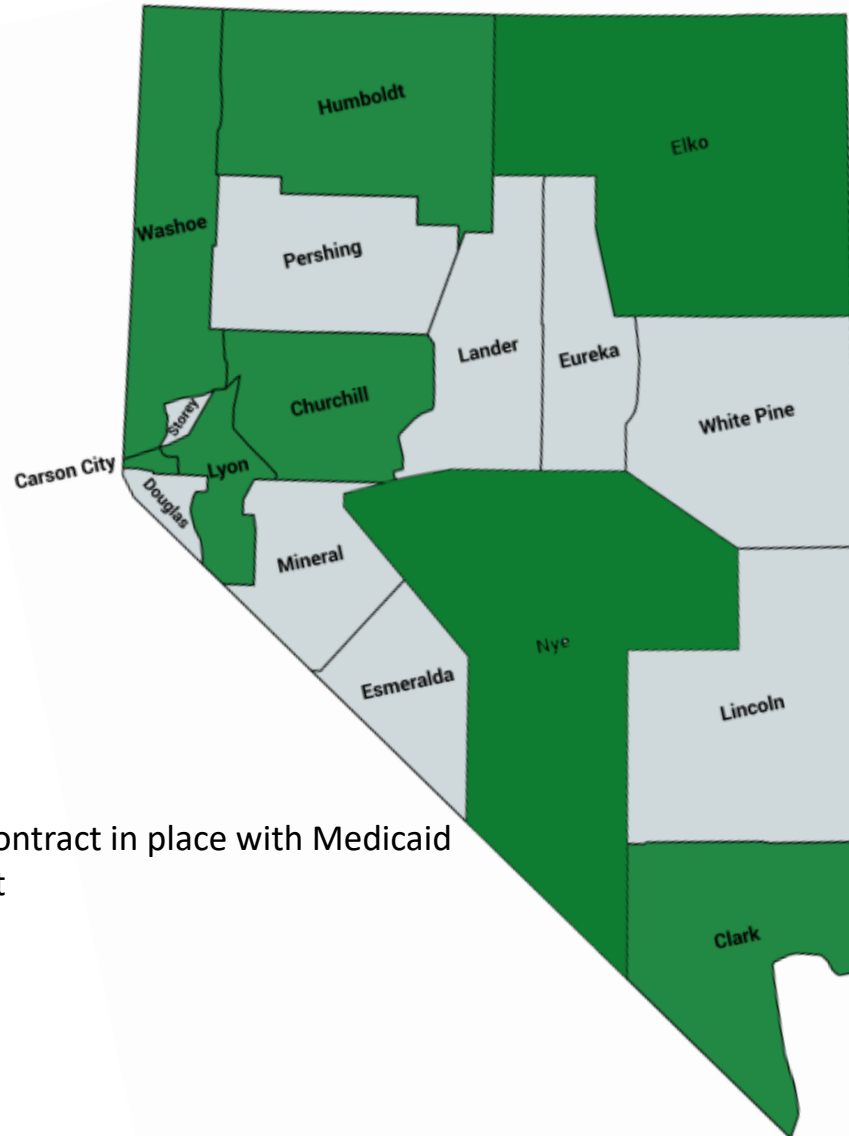 Humboldt
Elko
Washoe
Pershing
Lander
Eureka
Churchill
White Pine
Storey
Carson City
Lyon
Douglas
Mineral
Nye
Esmeralda
Lincoln
ontract in place with Medicaid
t
Clark